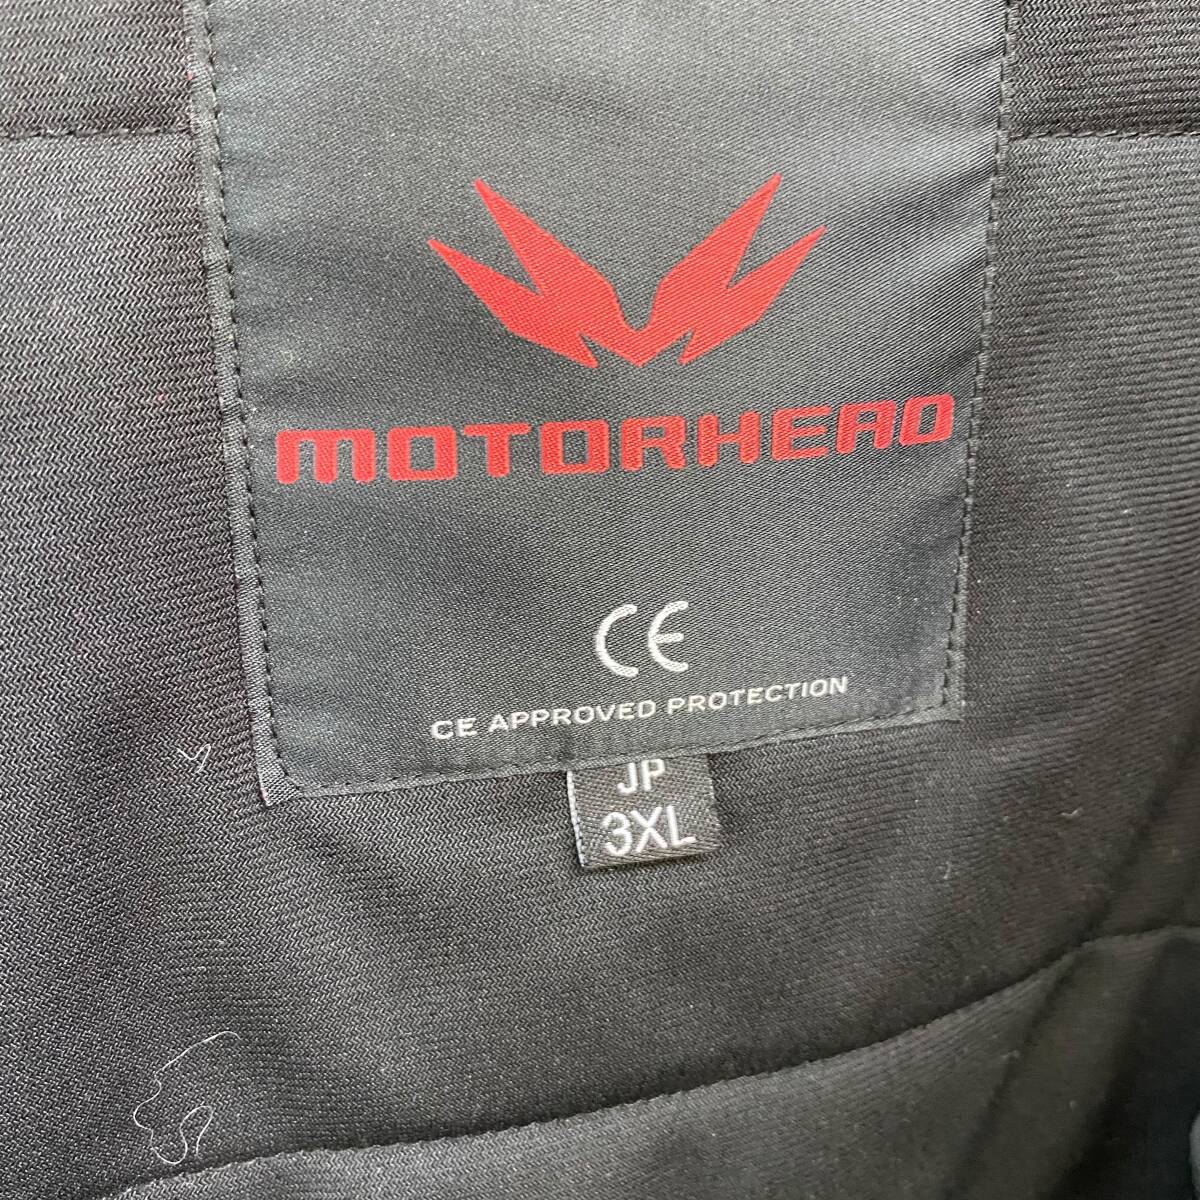 MOTORHEAD
CE
CE APPROVED PROTECTION
JP
3XL